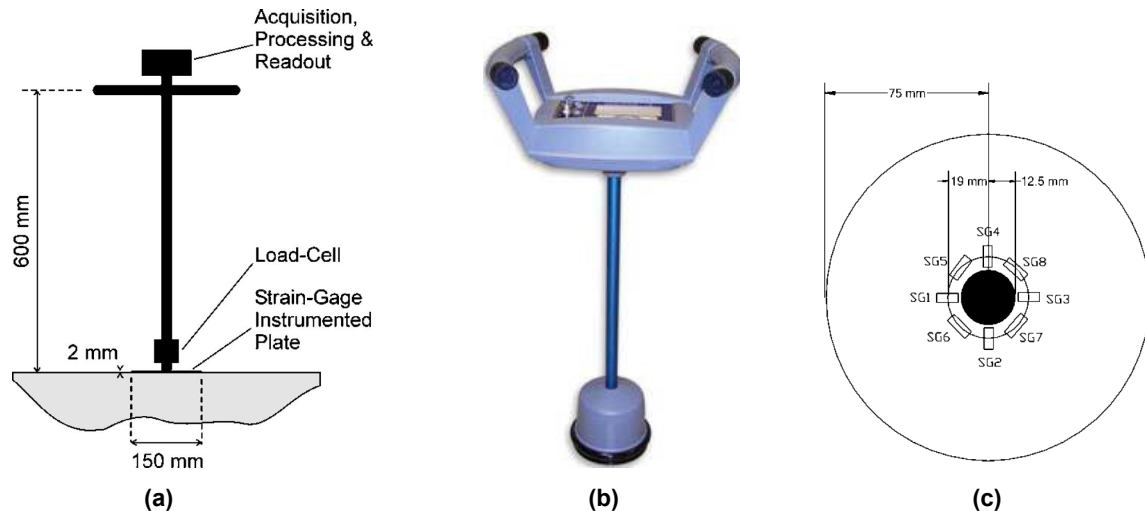 Acquisition,
Processing &
Readout
600 mm
Load-Cell
Strain-Gage
Instrumented
Plate
2 mm
150 mm
(a)
(b)
75 mm
19 mm
12.5 mm
SG4
SG5
SG8
SG1
SG3
SG6
SG7
SG2
(c)